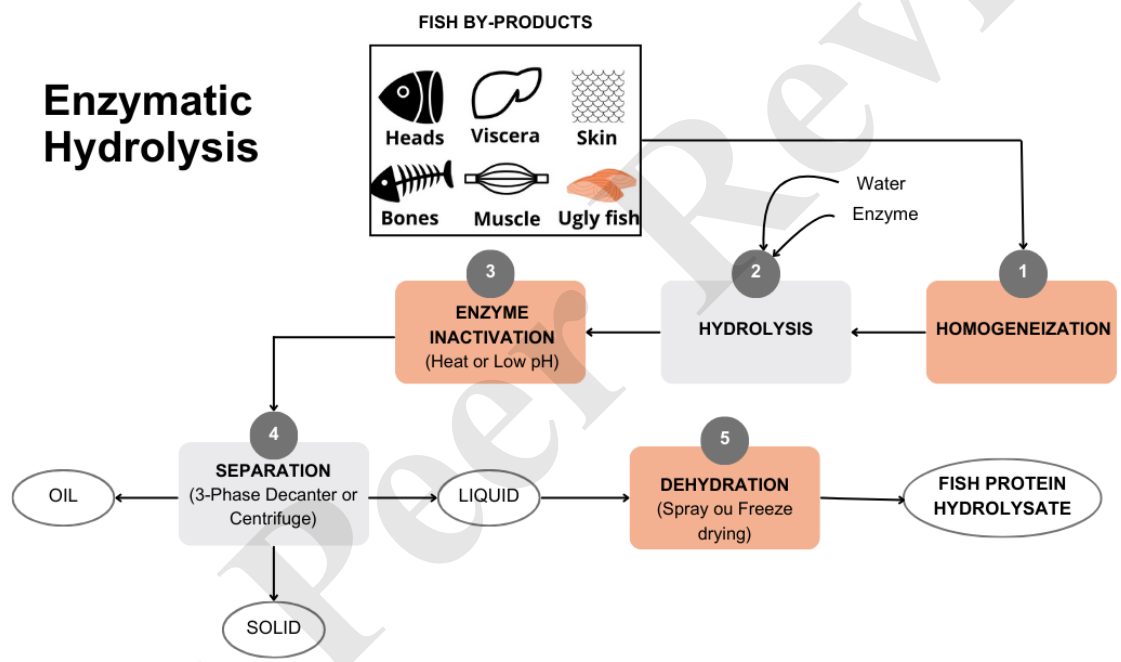 FISH BY-PRODUCTS
Enzymatic
Hydrolysis
Heads
Viscera
Skin
Bones
Muscle
Ugly fish
Water
Enzyme
1
HOMOGENEIZATION
2
HYDROLYSIS
3
ENZYME
INACTIVATION
(Heat or Low pH)
4
SEPARATION
(3-Phase Decanter or
Centrifuge)
OIL
LIQUID
SOLID
5
DEHYDRATION
(Spray ou Freeze
drying)
FISH PROTEIN
HYDROLYSATE
Peer Revi